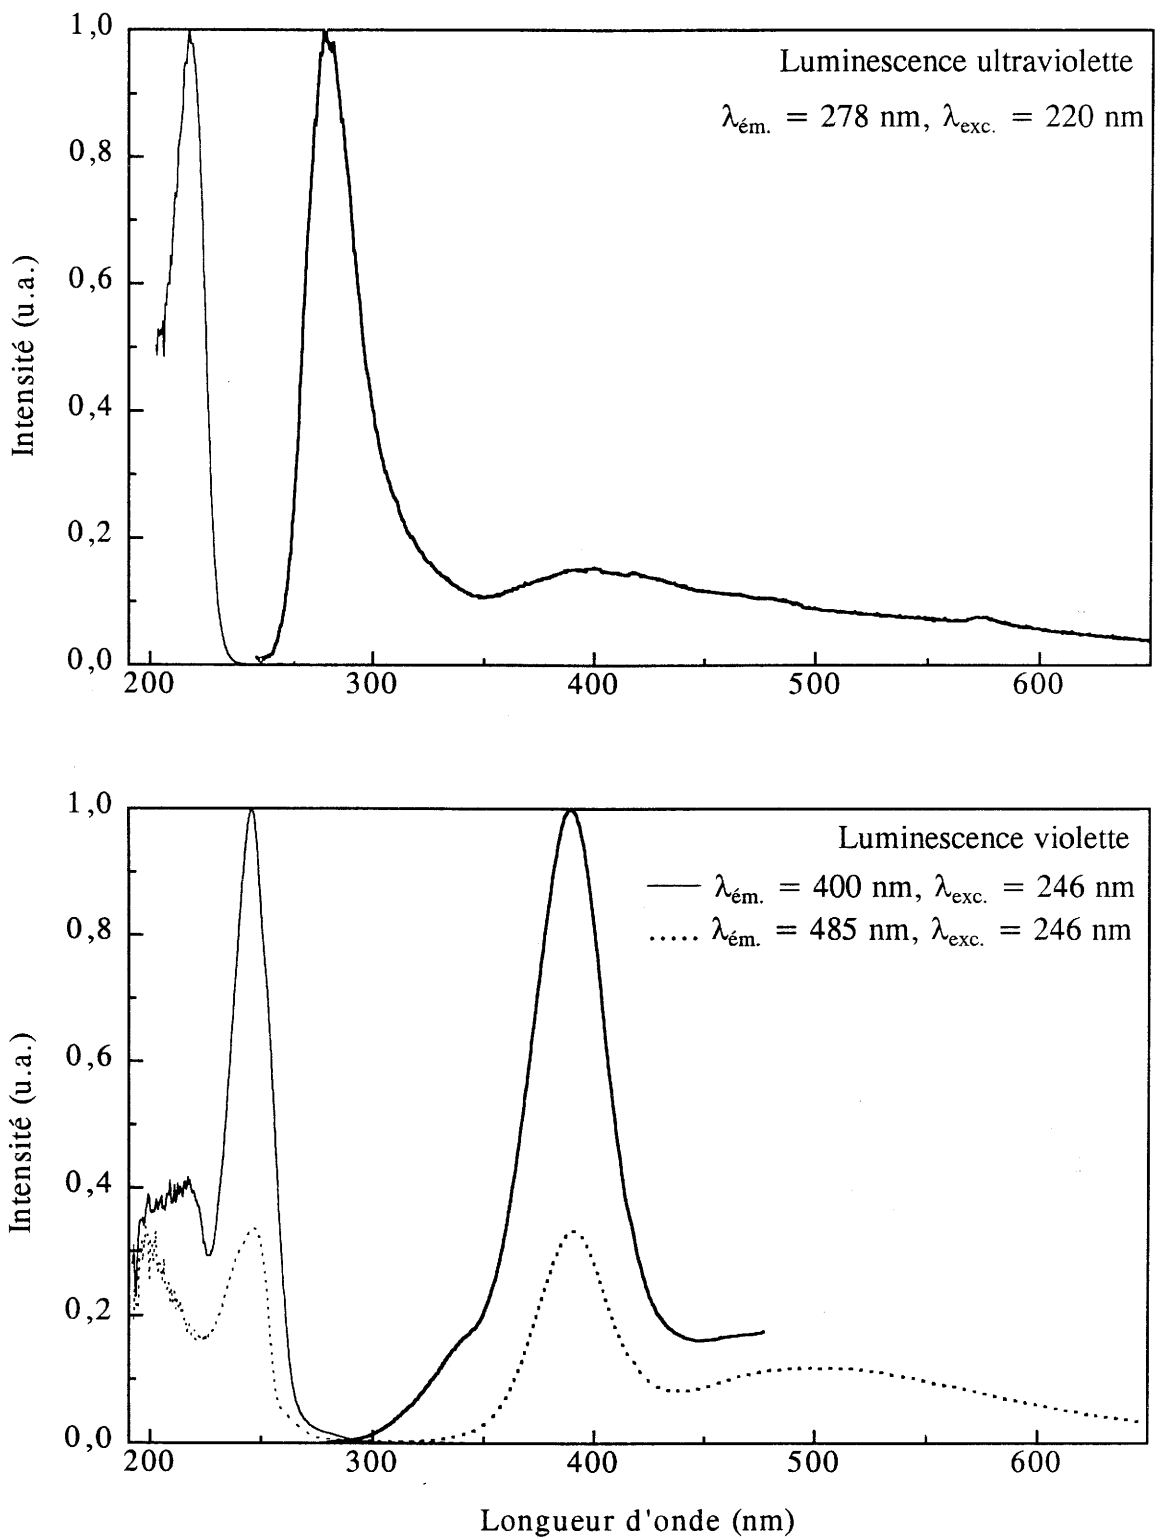 Luminescence ultraviolette
λém. = 278 nm, λexc. = 220 nm
1,0
0,8
0,6
0,4
0,2
0,0
Intensité (u.a.)
200 300 400 500 600
Luminescence violette
λém. = 400 nm, λexc. = 246 nm
λém. = 485 nm, λexc. = 246 nm
1,0
0,8
0,6
0,4
0,2
0,0
Intensité (u.a.)
200 300 400 500 600
Longueur d'onde (nm)